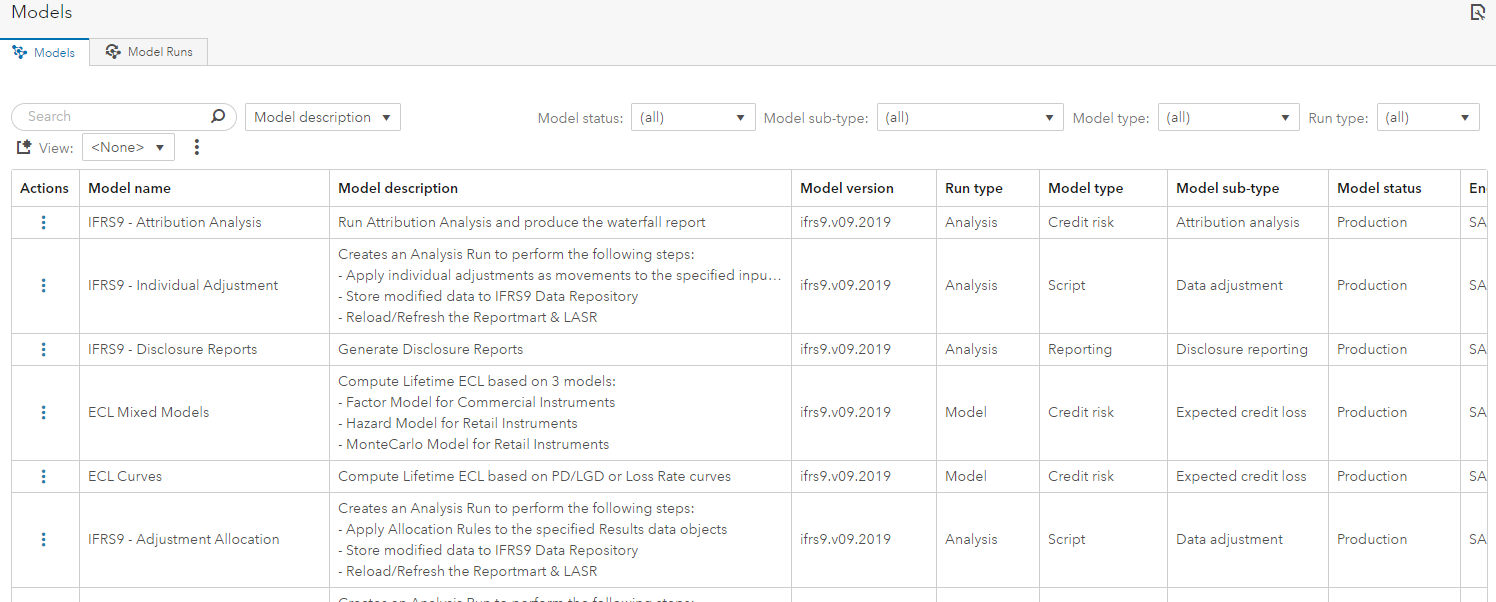 Models
Models
Model Runs
Search
Model description
Model status: (all)
Model sub-type: (all)
Model type: (all)
Run type: (all)
View: <None>
Actions Model name Model description Model version Run type Model type Model sub-type Model status En
IFRS9 - Attribution Analysis Run Attribution Analysis and produce the waterfall report ifrs9.v09.2019 Analysis Credit risk Attribution analysis Production SA
Creates an Analysis Run to perform the following steps:
- Apply individual adjustments as movements to the specified inpu...
IFRS9 - Individual Adjustment ifrs9.v09.2019 Analysis Script Data adjustment Production SA
- Store modified data to IFRS9 Data Repository
- Reload/Refresh the Reportmart & LASR
IFRS9 - Disclosure Reports Generate Disclosure Reports ifrs9.v09.2019 Analysis Reporting Disclosure reporting Production SA
Compute Lifetime ECL based on 3 models:
- Factor Model for Commercial Instruments
ECL Mixed Models ifrs9.v09.2019 Model Credit risk Expected credit loss Production SA
- Hazard Model for Retail Instruments
- MonteCarlo Model for Retail Instruments
ECL Curves Compute Lifetime ECL based on PD/LGD or Loss Rate curves ifrs9.v09.2019 Model Credit risk Expected credit loss Production SA
Creates an Analysis Run to perform the following steps:
- Apply Allocation Rules to the specified Results data objects
IFRS9 - Adjustment Allocation ifrs9.v09.2019 Analysis Script Data adjustment Production SA
- Store modified data to IFRS9 Data Repository
- Reload/Refresh the Reportmart & LASR
Creates an Analysis Run to perform the following steps: